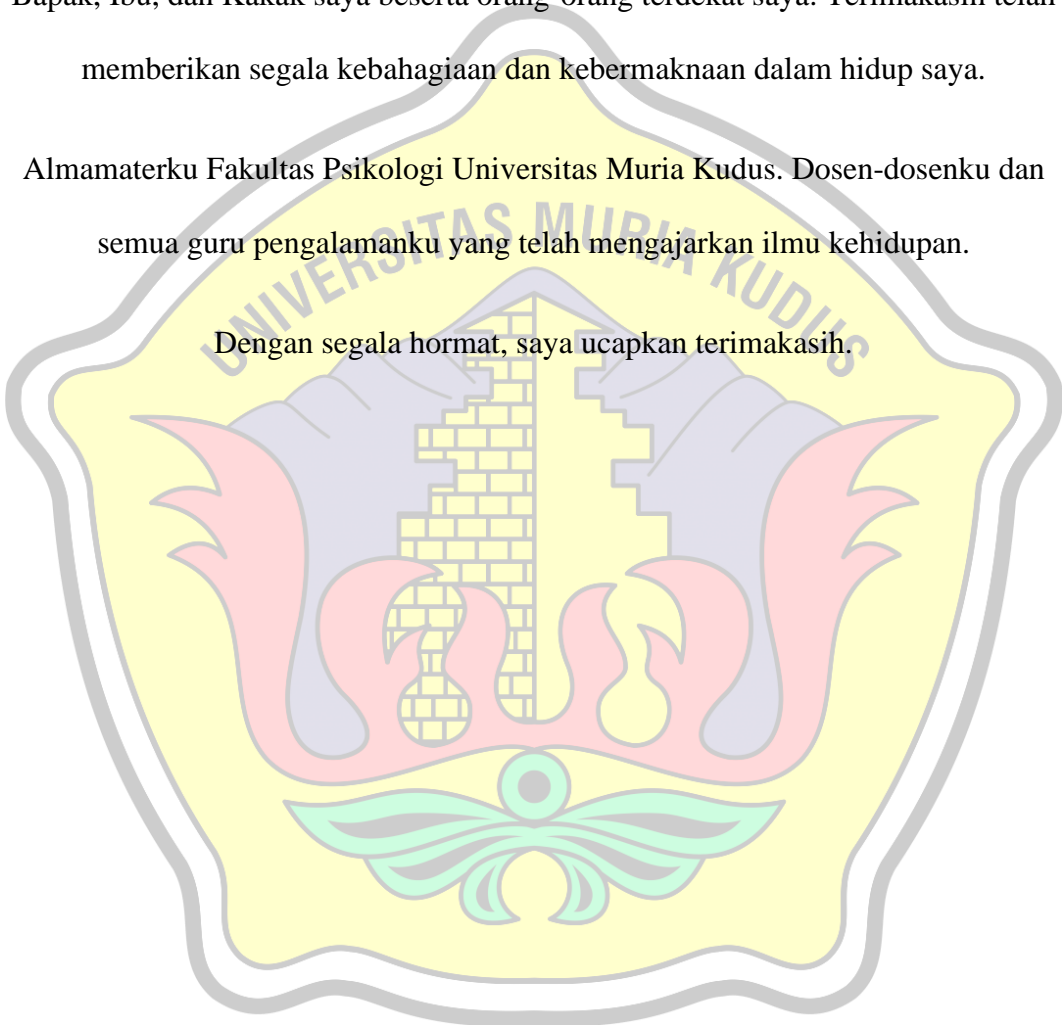 Bapak, Ibu, dan Kakak saya beserta orang-orang terdekat saya. Terimakasih telah
memberikan segala kebahagiaan dan kebermaknaan dalam hidup saya.
Almamaterku Fakultas Psikologi Universitas Muria Kudus. Dosen-dosenku dan
semua guru pengalamanku yang telah mengajarkan ilmu kehidupan.
UNIVERSITAS MURIA KUDUS
Dengan segala hormat, saya ucapkan terimakasih.